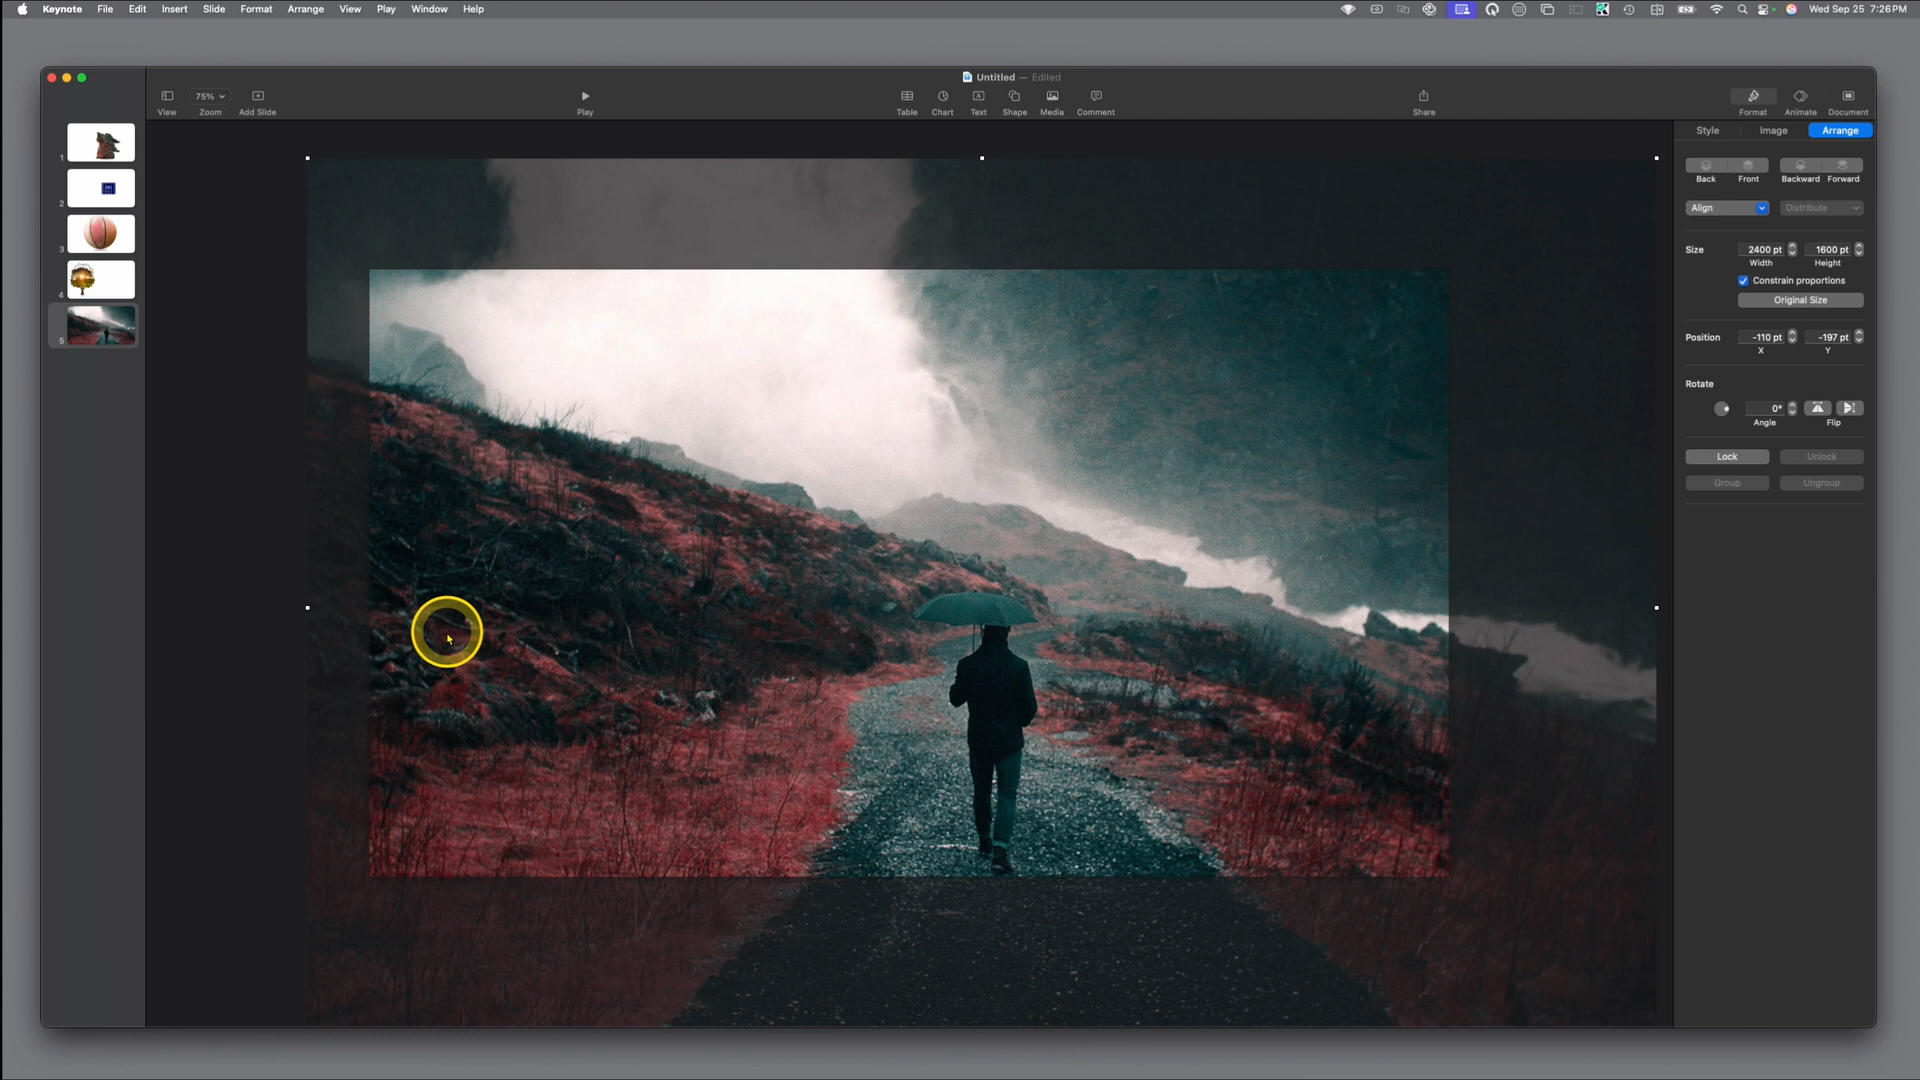 Keynote File Edit Insert Slide Format Arrange View Play Window Help Wed Sep 25 7:26 PM
Untitled — Edited
75%
View Zoom Add Slide Play Table Chart Text Shape Media Comment Share Format Animate Document
Style Image Arrange
1
2
3
4
5
Back Front Backward Forward
Align Distribute
Size 2400 pt 1600 pt
Width Height
Constrain proportions
Original Size
Position -110 pt -197 pt
X Y
Rotate
0°
Angle Flip
Lock Unlock
Group Ungroup